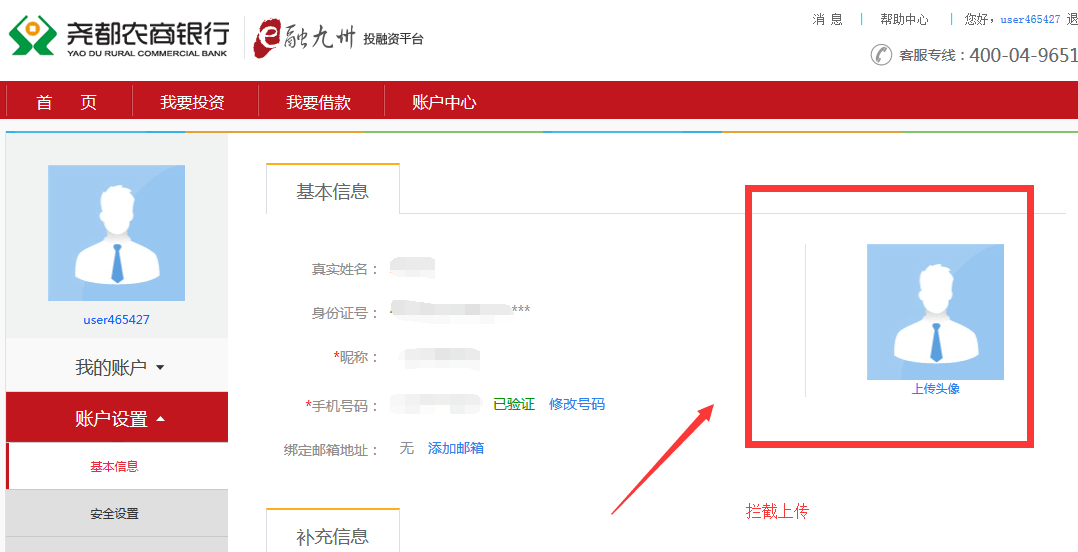 尧都农商银行
YAO DU RURAL COMMERCIAL BANK
e融九州 投融资平台
消 息 | 帮助中心 | 您好，user465427 退
客服专线：400-04-9651
首 页 我要投资 我要借款 账户中心
user465427
我的账户
账户设置
基本信息
安全设置
基本信息
真实姓名：
身份证号： ***
*昵称：
*手机号码： 已验证 修改号码
绑定邮箱地址： 无 添加邮箱
上传头像
拦截上传
补充信息